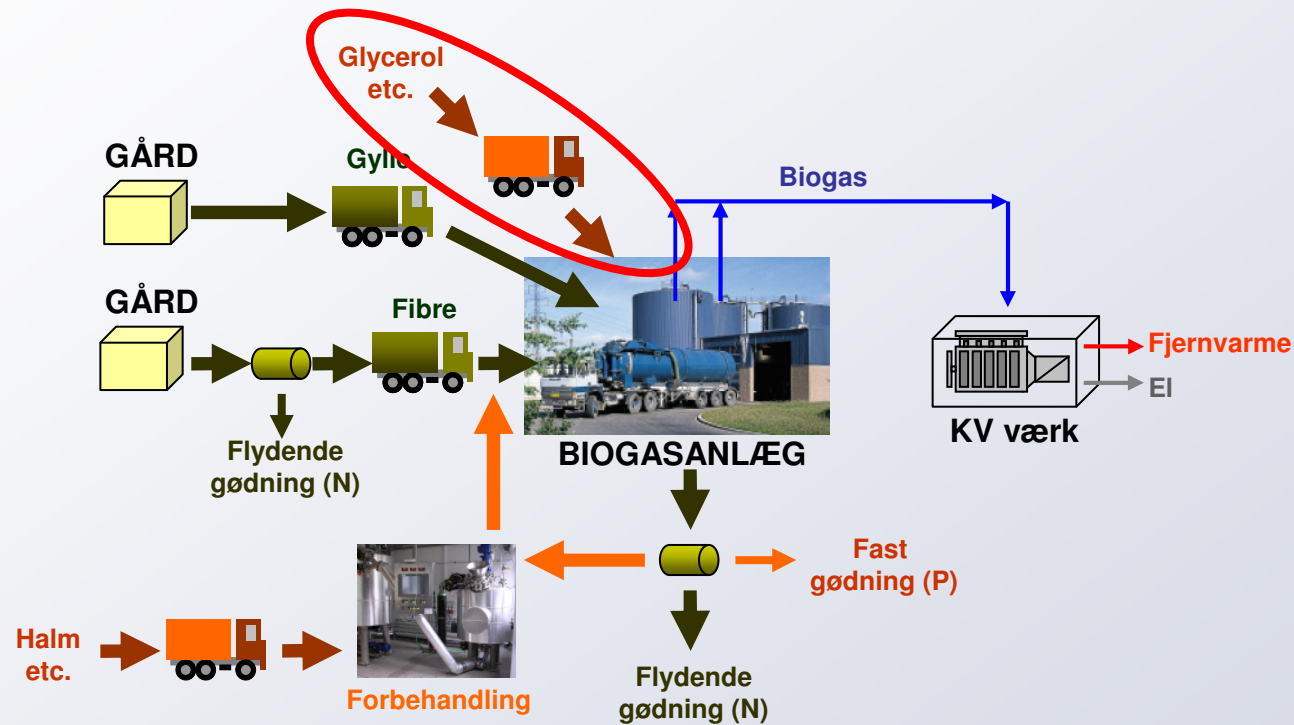 Glycerol
etc.
GÅRD
Gylle
Biogas
GÅRD
Fibre
Fjernvarme
El
KV værk
BIOGASANLÆG
Flydende
gødning (N)
Fast
gødning (P)
Halm
etc.
Forbehandling
Flydende
gødning (N)